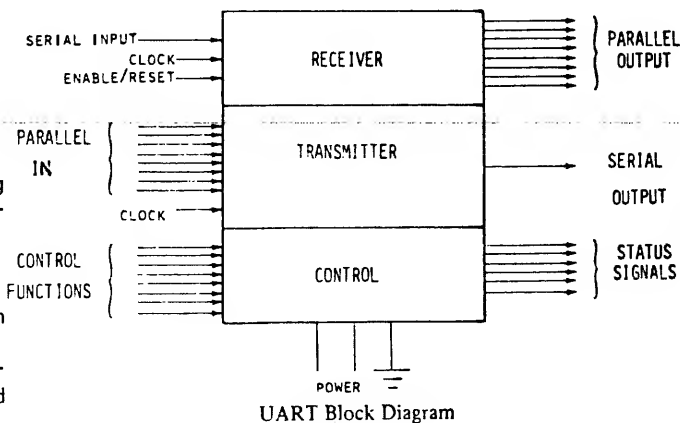 SERIAL INPUT
CLOCK
ENABLE/RESET
RECEIVER
PARALLEL
OUTPUT
PARALLEL
IN
CLOCK
TRANSMITTER
SERIAL
OUTPUT
CONTROL
FUNCTIONS
CONTROL
STATUS
SIGNALS
POWER
UART Block Diagram